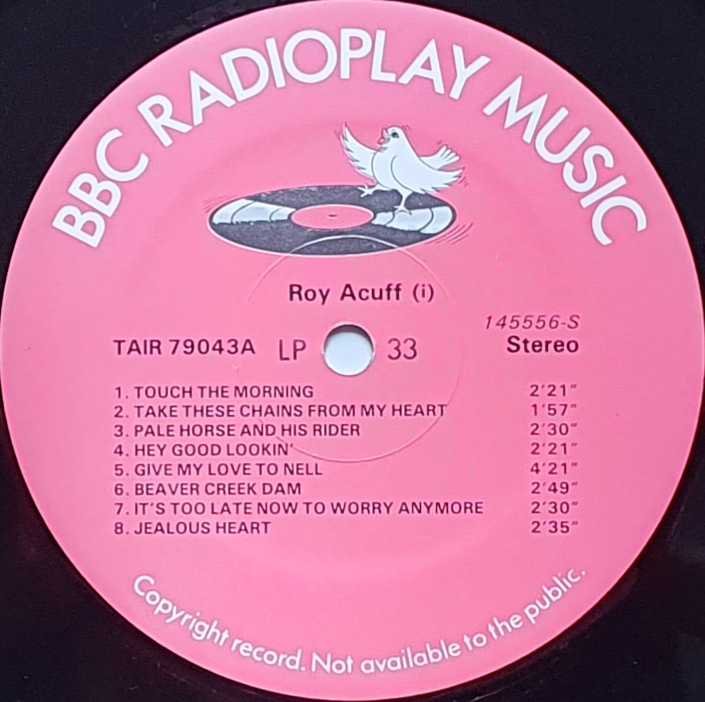 BBC RADIOPLAY MUSIC
Roy Acuff (i)
145556-S
TAIR 79043A LP 33 Stereo
1. TOUCH THE MORNING 2'21"
2. TAKE THESE CHAINS FROM MY HEART 1'57"
3. PALE HORSE AND HIS RIDER 2'30"
4. HEY GOOD LOOKIN' 2'21"
5. GIVE MY LOVE TO NELL 4'21"
6. BEAVER CREEK DAM 2'49"
7. IT'S TOO LATE NOW TO WORRY ANYMORE 2'30"
8. JEALOUS HEART 2'35"
Copyright record. Not available to the public.